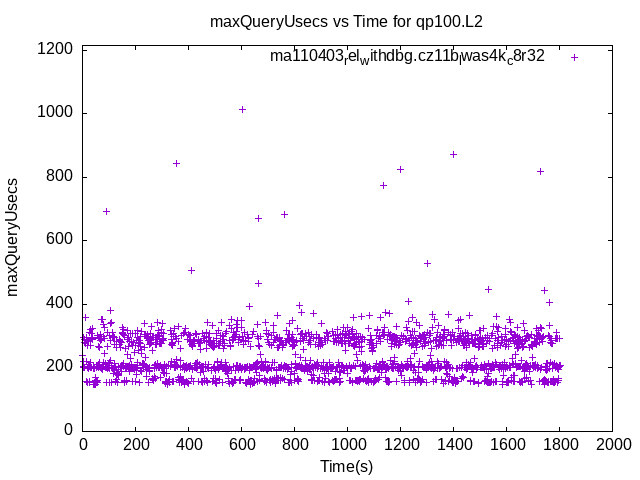 maxQueryUsecs vs Time for qp100.L2
ma110403relwithdbg.cz11blwas4kc8r32
maxQueryUsecs
1200
1000
800
600
400
200
0
0 200 400 600 800 1000 1200 1400 1600 1800 2000
Time(s)